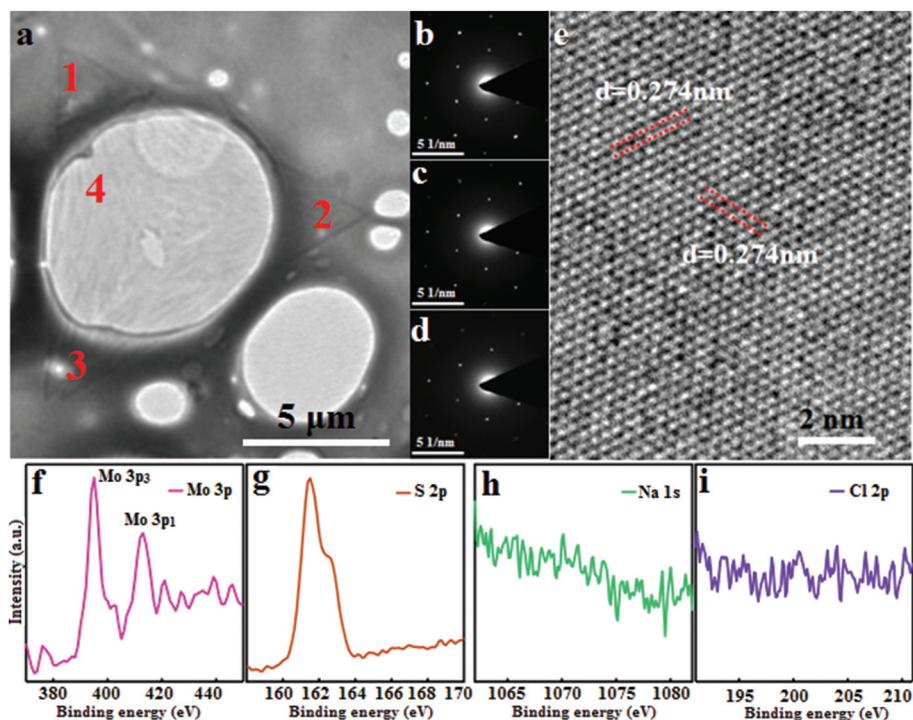 a
1
2
3
4
5 μm
b
5 1/nm
c
5 1/nm
d
5 1/nm
e
d=0.274nm
d=0.274nm
2 nm
f
Mo 3p3
Mo 3p
Mo 3p1
Intensity (a.u.)
380 400 420 440
Binding energy (eV)
g
S 2p
160 162 164 166 168 170
Binding energy (eV)
h
Na 1s
1065 1070 1075 1080
Binding energy (eV)
i
Cl 2p
195 200 205 210
Binding energy (eV)